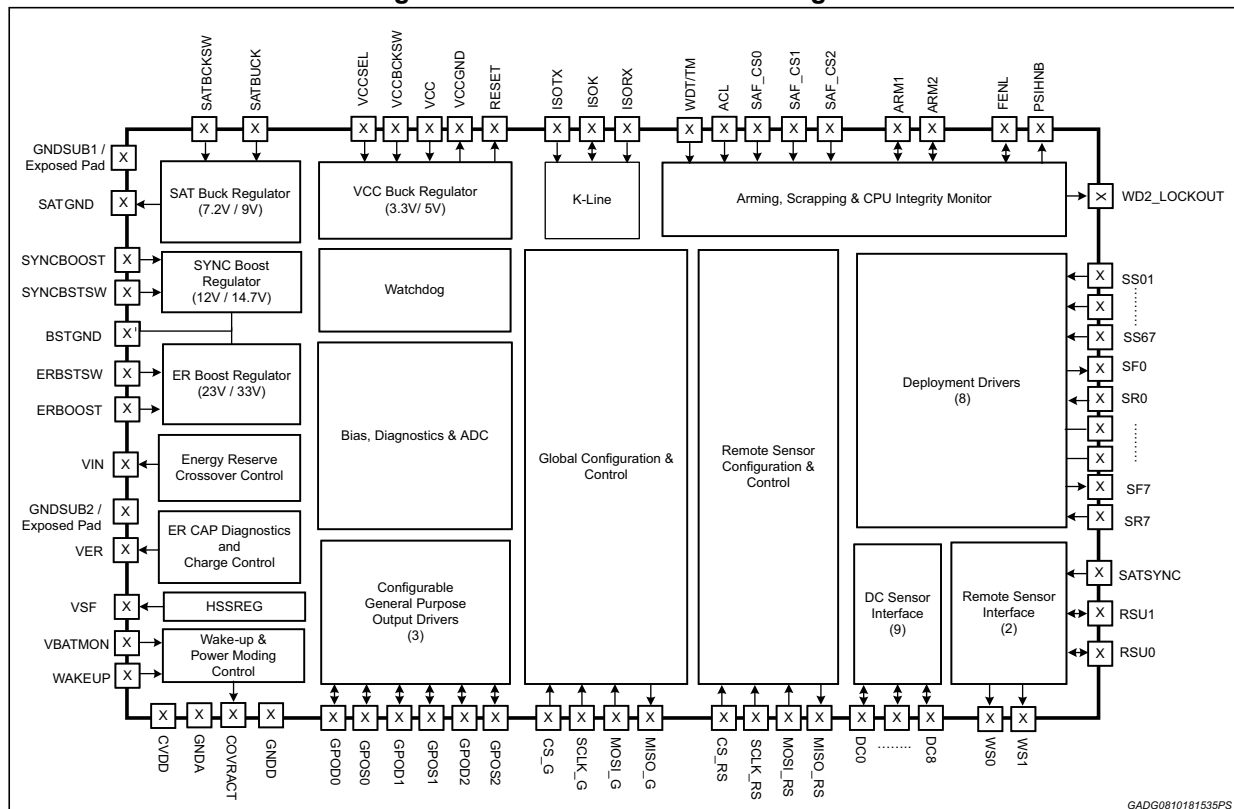 SATBCKSW
SATBUCK
VCCSEL
VCCBCKSW
VCC
VCCGND
RESET
ISOTX
ISOK
ISORX
WDT/TM
ACL
SAF_CS0
SAF_CS1
SAF_CS2
ARM1
ARM2
FENL
PSIHNB
X X X X X X X X X X X X X X X X X X X
GNDSUB1 /
Exposed Pad
X
SATGND
X
SYNCBOOST
X
SYNCBSTSW
X
BSTGND
X
ERBSTSW
X
ERBOOST
X
VIN
X
GNDSUB2 /
Exposed Pad
X
VER
X
VSF
X
VBATMON
X
WAKEUP
X
SAT Buck Regulator
(7.2V / 9V)
SYNC Boost
Regulator
(12V / 14.7V)
ER Boost Regulator
(23V / 33V)
Energy Reserve
Crossover Control
ER CAP Diagnostics
and
Charge Control
HSSREG
Wake-up &
Power Moding
Control
VCC Buck Regulator
(3.3V/ 5V)
Watchdog
Bias, Diagnostics & ADC
Configurable
General Purpose
Output Drivers
(3)
K-Line
Global Configuration &
Control
Arming, Scrapping & CPU Integrity Monitor
Remote Sensor
Configuration &
Control
Deployment Drivers
(8)
DC Sensor
Interface
(9)
Remote Sensor
Interface
(2)
X
WD2_LOCKOUT
X
SS01
X
........
X
SS67
X
SF0
X
SR0
X
........
X
X
SF7
X
SR7
X
SATSYNC
X
RSU1
X
RSU0
X X X X X X X X X X X X X X X X X X X X X X X
CVDD
GNDA
COVRACT
GNDD
GPOD0
GPOS0
GPOD1
GPOS1
GPOD2
GPOS2
CS_G
SCLK_G
MOSI_G
MISO_G
CS_RS
SCLK_RS
MOSI_RS
MISO_RS
DC0
........
DC8
WS0
WS1
GADG0810181535PS